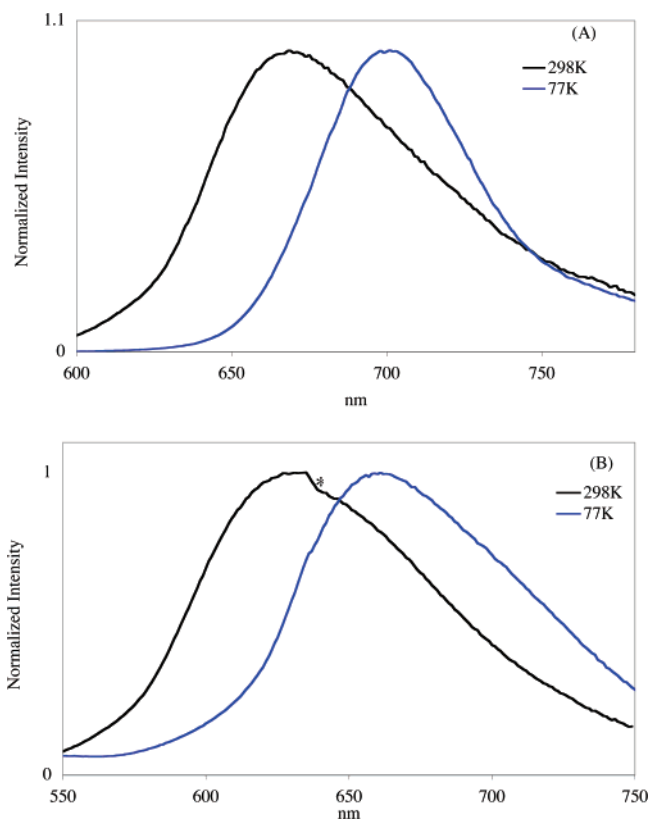 1.1
(A)
298K
77K
Normalized Intensity
0
600 650 700 750
nm
1
(B)
*
298K
77K
Normalized Intensity
0
550 600 650 700 750
nm